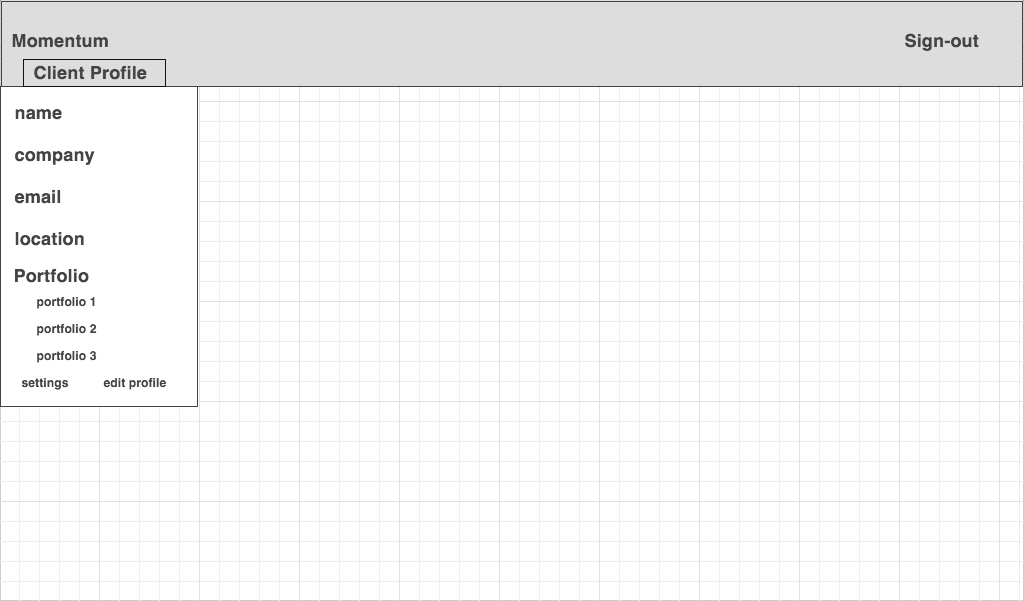 Momentum
Sign-out
Client Profile
name
company
email
location
Portfolio
portfolio 1
portfolio 2
portfolio 3
settings edit profile